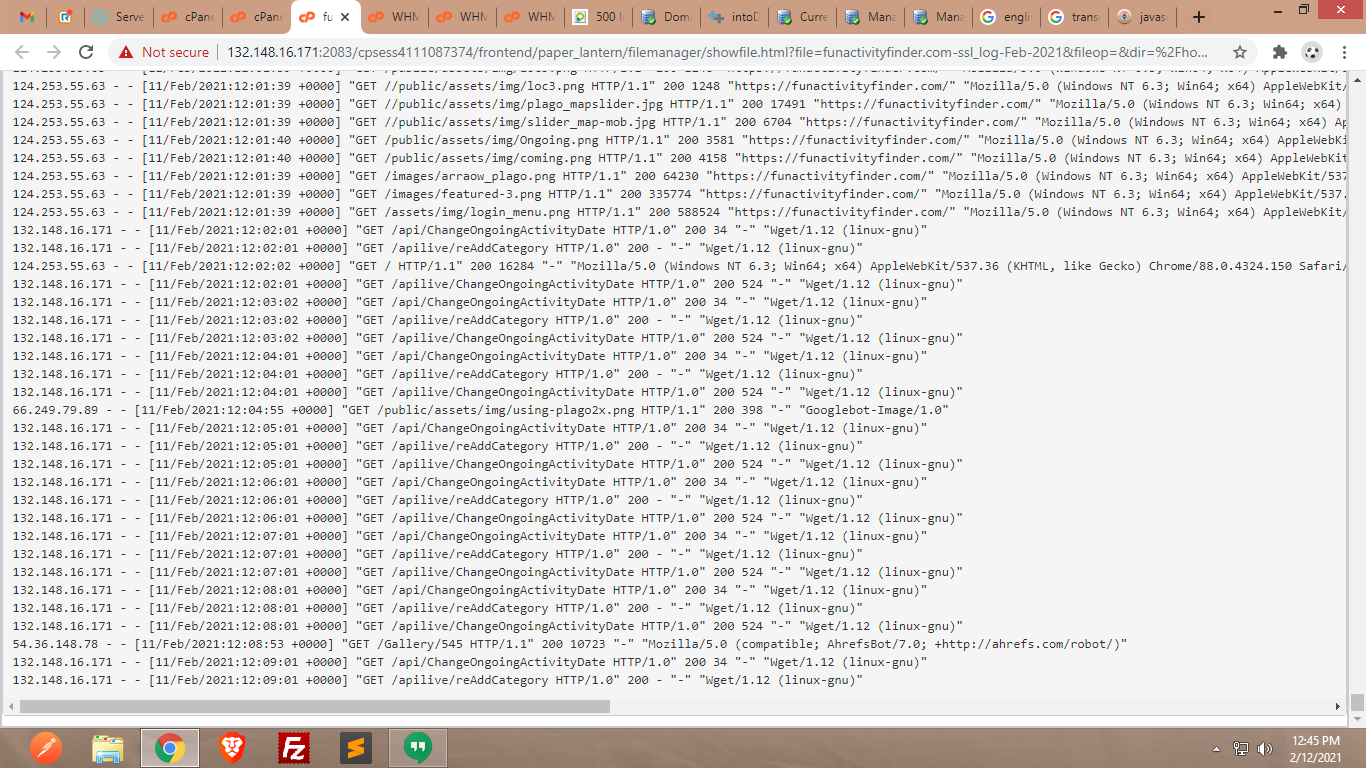 Serve
cPane
cPane
fu
WHM
WHM
WHM
500 I
Dom
intoD
Curre
Mana
Mana
englis
trans
javas
Not secure
132.148.16.171:2083/cpsess4111087374/frontend/paper_lantern/filemanager/showfile.html?file=funactivityfinder.com-ssl_log-Feb-2021&fileop=&dir=%2Fho...
124.253.55.63 - - [11/Feb/2021:12:01:39 +0000] "GET //public/assets/img/loc3.png HTTP/1.1" 200 1248 "https://funactivityfinder.com/" "Mozilla/5.0 (Windows NT 6.3; Win64; x64) AppleWebKit/
124.253.55.63 - - [11/Feb/2021:12:01:39 +0000] "GET //public/assets/img/plago_mapslider.jpg HTTP/1.1" 200 17491 "https://funactivityfinder.com/" "Mozilla/5.0 (Windows NT 6.3; Win64; x64)
124.253.55.63 - - [11/Feb/2021:12:01:39 +0000] "GET //public/assets/img/slider_map-mob.jpg HTTP/1.1" 200 6704 "https://funactivityfinder.com/" "Mozilla/5.0 (Windows NT 6.3; Win64; x64) Ap
124.253.55.63 - - [11/Feb/2021:12:01:40 +0000] "GET /public/assets/img/Ongoing.png HTTP/1.1" 200 3581 "https://funactivityfinder.com/" "Mozilla/5.0 (Windows NT 6.3; Win64; x64) AppleWebKi
124.253.55.63 - - [11/Feb/2021:12:01:40 +0000] "GET /public/assets/img/coming.png HTTP/1.1" 200 4158 "https://funactivityfinder.com/" "Mozilla/5.0 (Windows NT 6.3; Win64; x64) AppleWebKit
124.253.55.63 - - [11/Feb/2021:12:01:39 +0000] "GET /images/arraow_plago.png HTTP/1.1" 200 64230 "https://funactivityfinder.com/" "Mozilla/5.0 (Windows NT 6.3; Win64; x64) AppleWebKit/537
124.253.55.63 - - [11/Feb/2021:12:01:39 +0000] "GET /images/featured-3.png HTTP/1.1" 200 335774 "https://funactivityfinder.com/" "Mozilla/5.0 (Windows NT 6.3; Win64; x64) AppleWebKit/537.
124.253.55.63 - - [11/Feb/2021:12:01:39 +0000] "GET /assets/img/login_menu.png HTTP/1.1" 200 588524 "https://funactivityfinder.com/" "Mozilla/5.0 (Windows NT 6.3; Win64; x64) AppleWebKit/
132.148.16.171 - - [11/Feb/2021:12:02:01 +0000] "GET /api/ChangeOngoingActivityDate HTTP/1.0" 200 34 "-" "Wget/1.12 (linux-gnu)"
132.148.16.171 - - [11/Feb/2021:12:02:01 +0000] "GET /apilive/reAddCategory HTTP/1.0" 200 - "-" "Wget/1.12 (linux-gnu)"
124.253.55.63 - - [11/Feb/2021:12:02:02 +0000] "GET / HTTP/1.1" 200 16284 "-" "Mozilla/5.0 (Windows NT 6.3; Win64; x64) AppleWebKit/537.36 (KHTML, like Gecko) Chrome/88.0.4324.150 Safari/
132.148.16.171 - - [11/Feb/2021:12:02:01 +0000] "GET /apilive/ChangeOngoingActivityDate HTTP/1.0" 200 524 "-" "Wget/1.12 (linux-gnu)"
132.148.16.171 - - [11/Feb/2021:12:03:02 +0000] "GET /api/ChangeOngoingActivityDate HTTP/1.0" 200 34 "-" "Wget/1.12 (linux-gnu)"
132.148.16.171 - - [11/Feb/2021:12:03:02 +0000] "GET /apilive/reAddCategory HTTP/1.0" 200 - "-" "Wget/1.12 (linux-gnu)"
132.148.16.171 - - [11/Feb/2021:12:03:02 +0000] "GET /apilive/ChangeOngoingActivityDate HTTP/1.0" 200 524 "-" "Wget/1.12 (linux-gnu)"
132.148.16.171 - - [11/Feb/2021:12:04:01 +0000] "GET /api/ChangeOngoingActivityDate HTTP/1.0" 200 34 "-" "Wget/1.12 (linux-gnu)"
132.148.16.171 - - [11/Feb/2021:12:04:01 +0000] "GET /apilive/reAddCategory HTTP/1.0" 200 - "-" "Wget/1.12 (linux-gnu)"
132.148.16.171 - - [11/Feb/2021:12:04:01 +0000] "GET /apilive/ChangeOngoingActivityDate HTTP/1.0" 200 524 "-" "Wget/1.12 (linux-gnu)"
66.249.79.89 - - [11/Feb/2021:12:04:55 +0000] "GET /public/assets/img/using-plago2x.png HTTP/1.1" 200 398 "-" "Googlebot-Image/1.0"
132.148.16.171 - - [11/Feb/2021:12:05:01 +0000] "GET /api/ChangeOngoingActivityDate HTTP/1.0" 200 34 "-" "Wget/1.12 (linux-gnu)"
132.148.16.171 - - [11/Feb/2021:12:05:01 +0000] "GET /apilive/reAddCategory HTTP/1.0" 200 - "-" "Wget/1.12 (linux-gnu)"
132.148.16.171 - - [11/Feb/2021:12:05:01 +0000] "GET /apilive/ChangeOngoingActivityDate HTTP/1.0" 200 524 "-" "Wget/1.12 (linux-gnu)"
132.148.16.171 - - [11/Feb/2021:12:06:01 +0000] "GET /api/ChangeOngoingActivityDate HTTP/1.0" 200 34 "-" "Wget/1.12 (linux-gnu)"
132.148.16.171 - - [11/Feb/2021:12:06:01 +0000] "GET /apilive/reAddCategory HTTP/1.0" 200 - "-" "Wget/1.12 (linux-gnu)"
132.148.16.171 - - [11/Feb/2021:12:06:01 +0000] "GET /apilive/ChangeOngoingActivityDate HTTP/1.0" 200 524 "-" "Wget/1.12 (linux-gnu)"
132.148.16.171 - - [11/Feb/2021:12:07:01 +0000] "GET /api/ChangeOngoingActivityDate HTTP/1.0" 200 34 "-" "Wget/1.12 (linux-gnu)"
132.148.16.171 - - [11/Feb/2021:12:07:01 +0000] "GET /apilive/reAddCategory HTTP/1.0" 200 - "-" "Wget/1.12 (linux-gnu)"
132.148.16.171 - - [11/Feb/2021:12:07:01 +0000] "GET /apilive/ChangeOngoingActivityDate HTTP/1.0" 200 524 "-" "Wget/1.12 (linux-gnu)"
132.148.16.171 - - [11/Feb/2021:12:08:01 +0000] "GET /api/ChangeOngoingActivityDate HTTP/1.0" 200 34 "-" "Wget/1.12 (linux-gnu)"
132.148.16.171 - - [11/Feb/2021:12:08:01 +0000] "GET /apilive/reAddCategory HTTP/1.0" 200 - "-" "Wget/1.12 (linux-gnu)"
132.148.16.171 - - [11/Feb/2021:12:08:01 +0000] "GET /apilive/ChangeOngoingActivityDate HTTP/1.0" 200 524 "-" "Wget/1.12 (linux-gnu)"
54.36.148.78 - - [11/Feb/2021:12:08:53 +0000] "GET /Gallery/545 HTTP/1.1" 200 10723 "-" "Mozilla/5.0 (compatible; AhrefsBot/7.0; +http://ahrefs.com/robot/)"
132.148.16.171 - - [11/Feb/2021:12:09:01 +0000] "GET /api/ChangeOngoingActivityDate HTTP/1.0" 200 34 "-" "Wget/1.12 (linux-gnu)"
132.148.16.171 - - [11/Feb/2021:12:09:01 +0000] "GET /apilive/reAddCategory HTTP/1.0" 200 - "-" "Wget/1.12 (linux-gnu)"
12:45 PM
2/12/2021